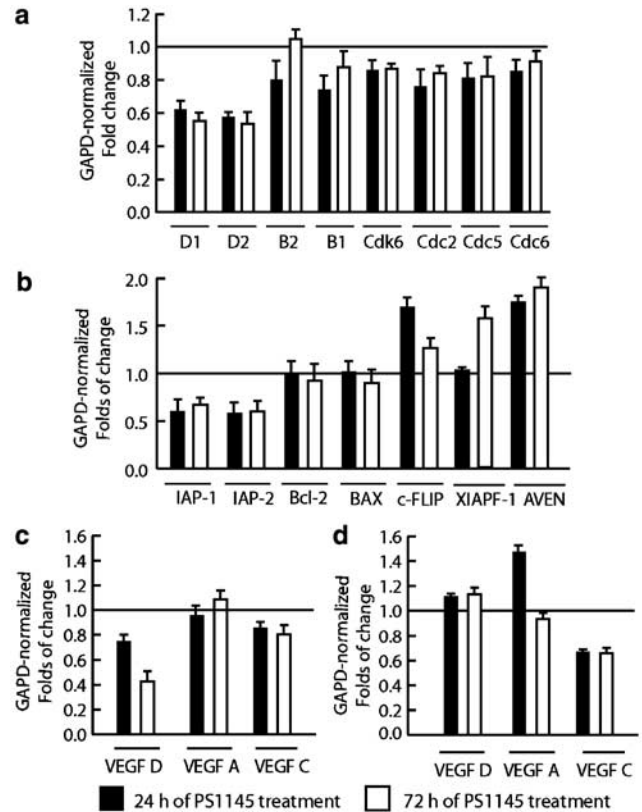 a
GAPD-normalized
Fold change
1.2
1.0
0.8
0.6
0.4
0.2
0.0
D1 D2 B2 B1 Cdk6 Cdc2 Cdc5 Cdc6
b
GAPD-normalized
Folds of change
2.0
1.5
1.0
0.5
0.0
IAP-1 IAP-2 Bcl-2 BAX c-FLIP XIAPF-1 AVEN
c
GAPD-normalized
Folds of change
1.6
1.4
1.2
1.0
0.8
0.6
0.4
0.2
0.0
VEGF D VEGF A VEGF C
d
GAPD-normalized
Folds of change
1.6
1.4
1.2
1.0
0.8
0.6
0.4
0.2
0.0
VEGF D VEGF A VEGF C
24 h of PS1145 treatment 72 h of PS1145 treatment